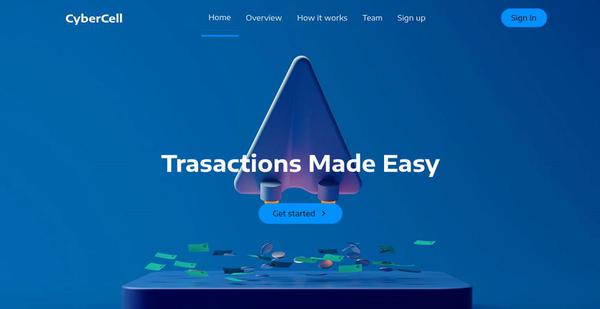 CyberCell
Home Overview How it works Team Sign up
Sign In
Trasactions Made Easy
Get started